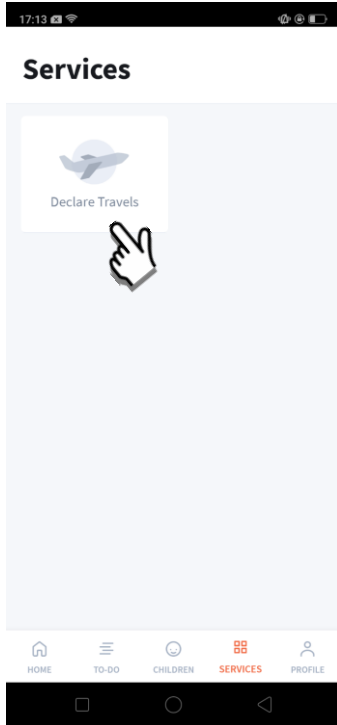 17:13
Services
Declare Travels
HOME TO-DO CHILDREN SERVICES PROFILE